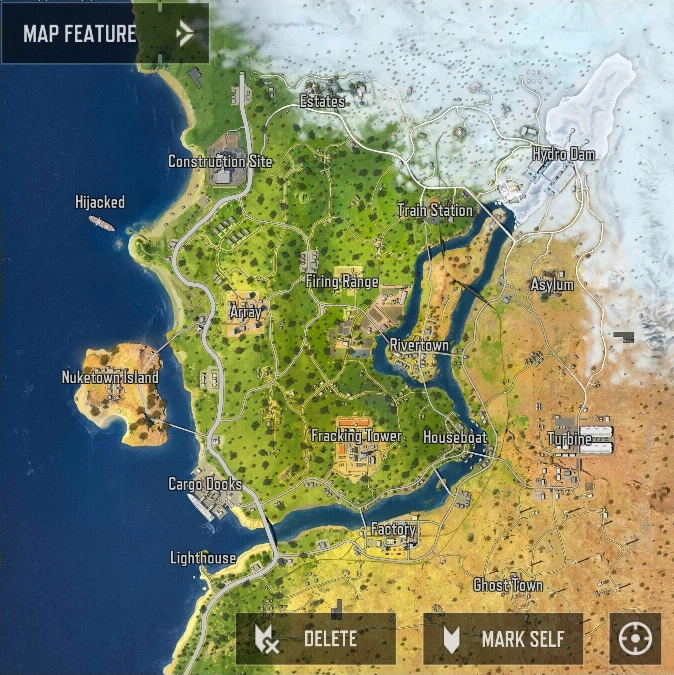 MAP FEATURE
Estates
Construction Site
Hydro Dam
Hijacked
Train Station
Firing Range
Asylum
Array
Rivertown
Nuketown Island
Fracking Tower
Houseboat
Turbine
Cargo Docks
Factory
Lighthouse
Ghost Town
DELETE
MARK SELF